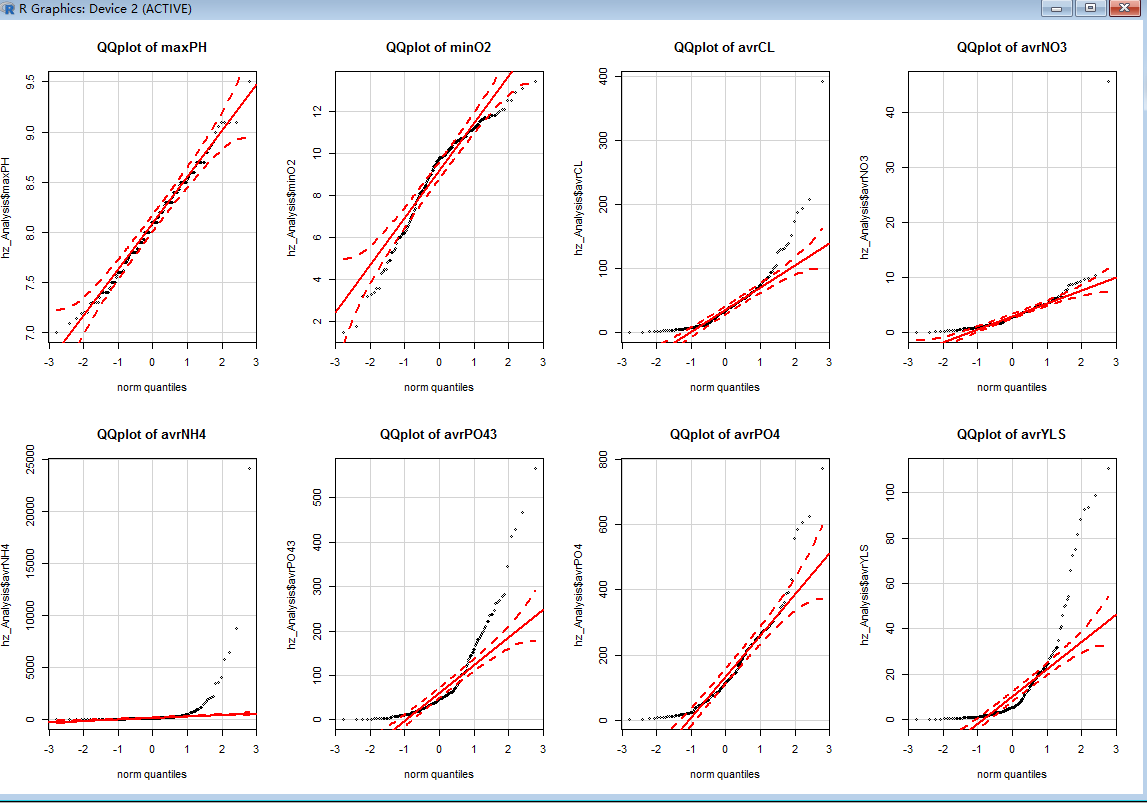 R Graphics: Device 2 (ACTIVE)
QQplot of maxPH
QQplot of minO2
QQplot of avrCL
QQplot of avrNO3
hz_Analysis$maxPH
7.0 7.5 8.0 8.5 9.0 9.5
-3 -2 -1 0 1 2 3
norm quantiles
hz_Analysis$minO2
2 4 6 8 10 12
-3 -2 -1 0 1 2 3
norm quantiles
hz_Analysis$avrCL
0 100 200 300 400
-3 -2 -1 0 1 2 3
norm quantiles
hz_Analysis$avrNO3
0 10 20 30 40
-3 -2 -1 0 1 2 3
norm quantiles
QQplot of avrNH4
QQplot of avrPO43
QQplot of avrPO4
QQplot of avrYLS
hz_Analysis$avrNH4
0 5000 10000 15000 20000 25000
-3 -2 -1 0 1 2 3
norm quantiles
hz_Analysis$avrPO43
0 100 200 300 400 500
-3 -2 -1 0 1 2 3
norm quantiles
hz_Analysis$avrPO4
0 200 400 600 800
-3 -2 -1 0 1 2 3
norm quantiles
hz_Analysis$avrYLS
0 20 40 60 80 100
-3 -2 -1 0 1 2 3
norm quantiles